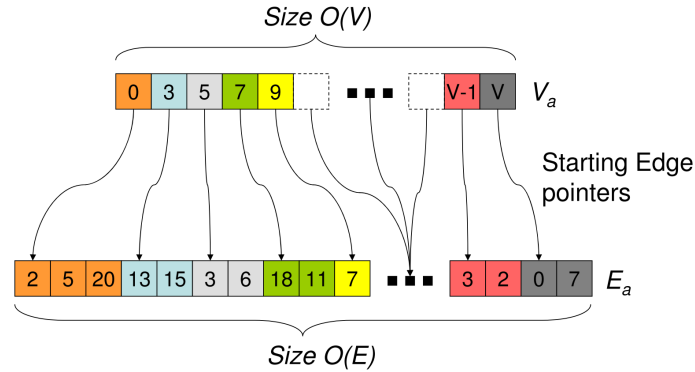 Size O(V)
0 3 5 7 9 V-1 V Va
Starting Edge
pointers
2 5 20 13 15 3 6 18 11 7 3 2 0 7 Ea
Size O(E)